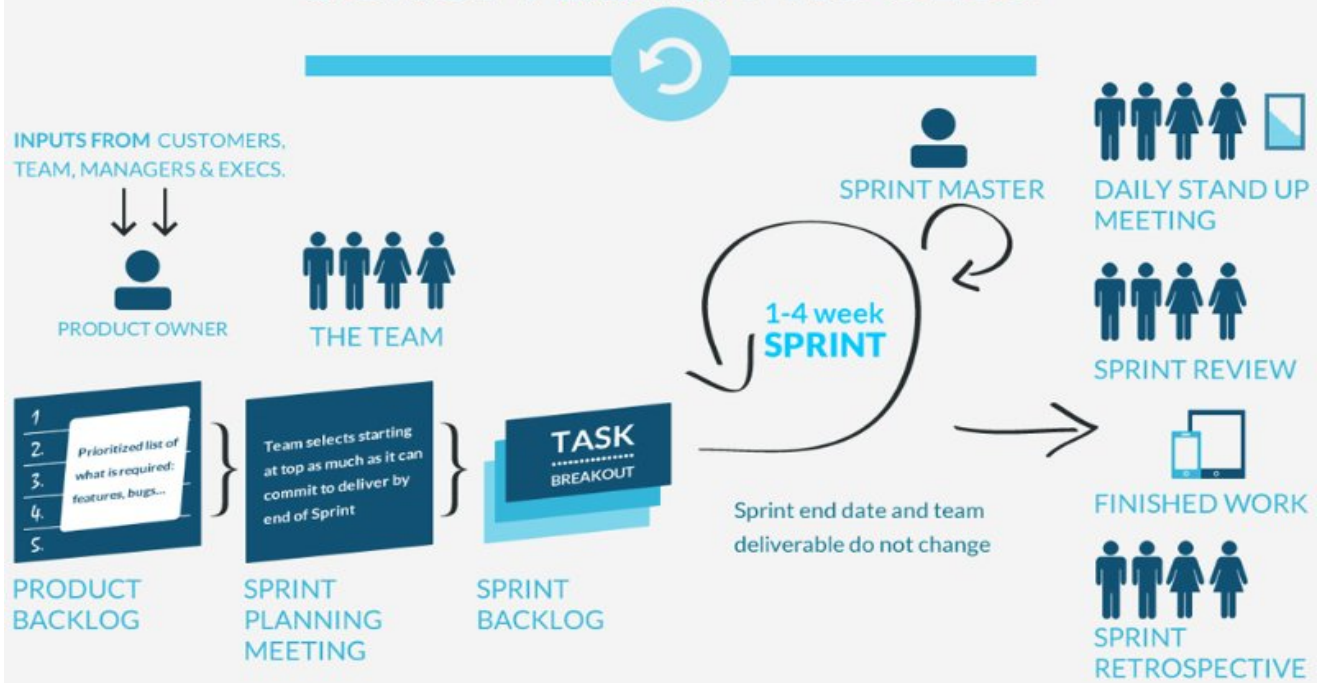 INPUTS FROM CUSTOMERS,
TEAM, MANAGERS & EXECS.
PRODUCT OWNER
THE TEAM
1
2.
3.
4.
5.
Prioritized list of
what is required:
features, bugs...
PRODUCT
BACKLOG
Team selects starting
at top as much as it can
commit to deliver by
end of Sprint
SPRINT
PLANNING
MEETING
TASK
BREAKOUT
SPRINT
BACKLOG
1-4 week
SPRINT
Sprint end date and team
deliverable do not change
SPRINT MASTER
DAILY STAND UP
MEETING
SPRINT REVIEW
FINISHED WORK
SPRINT
RETROSPECTIVE